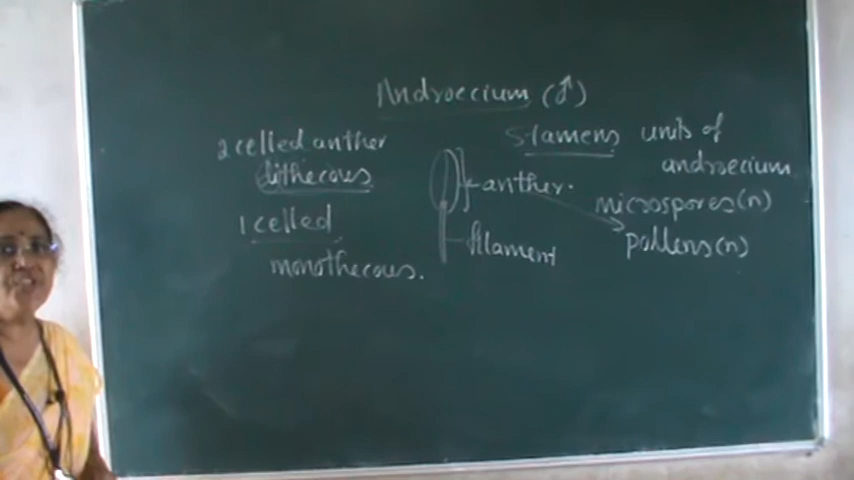 Androecium (♂)
2 celled anther
dithecous
1 celled
monothecous.
anther.
filament
Stamens units of
androecium
microspores(n)
pollens(n)